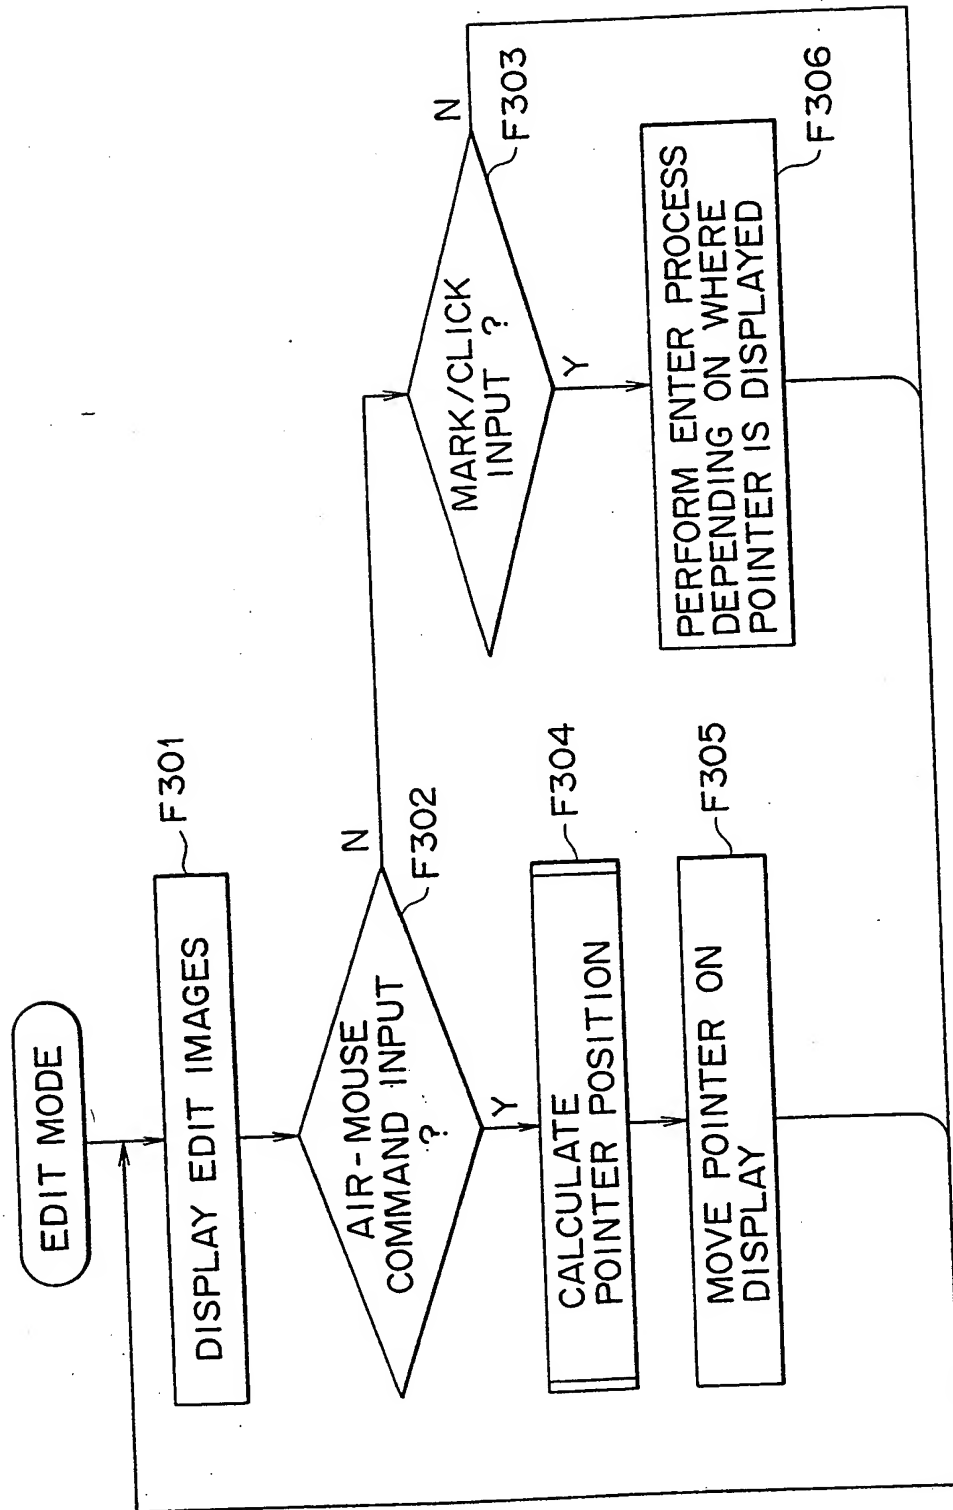 EDIT MODE
DISPLAY EDIT IMAGES
F301
AIR-MOUSE
COMMAND INPUT
?
N
F302
Y
CALCULATE
POINTER POSITION
F304
MOVE POINTER ON
DISPLAY
F305
MARK/CLICK
INPUT ?
N
F303
Y
PERFORM ENTER PROCESS
DEPENDING ON WHERE
POINTER IS DISPLAYED
F306